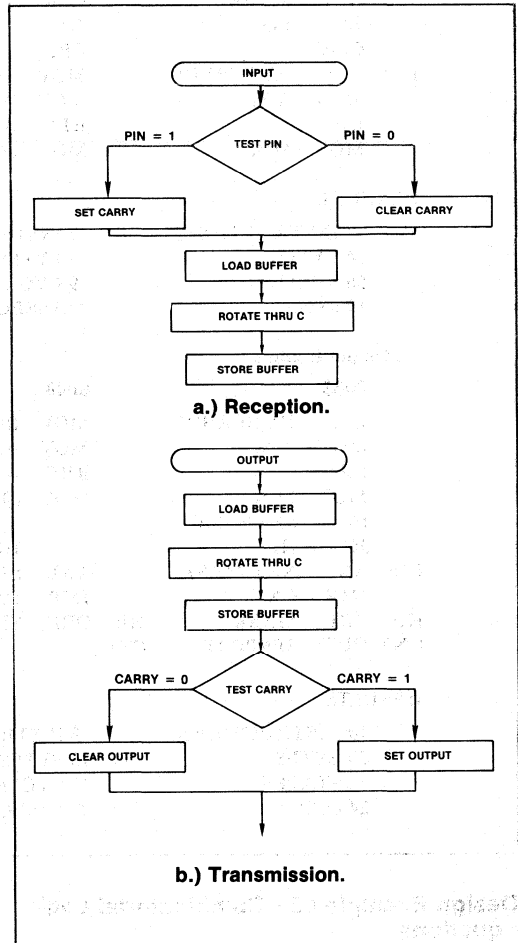 INPUT
PIN = 1
TEST PIN
PIN = 0
SET CARRY
CLEAR CARRY
LOAD BUFFER
ROTATE THRU C
STORE BUFFER
a.) Reception.
OUTPUT
LOAD BUFFER
ROTATE THRU C
STORE BUFFER
CARRY = 0
TEST CARRY
CARRY = 1
CLEAR OUTPUT
SET OUTPUT
b.) Transmission.